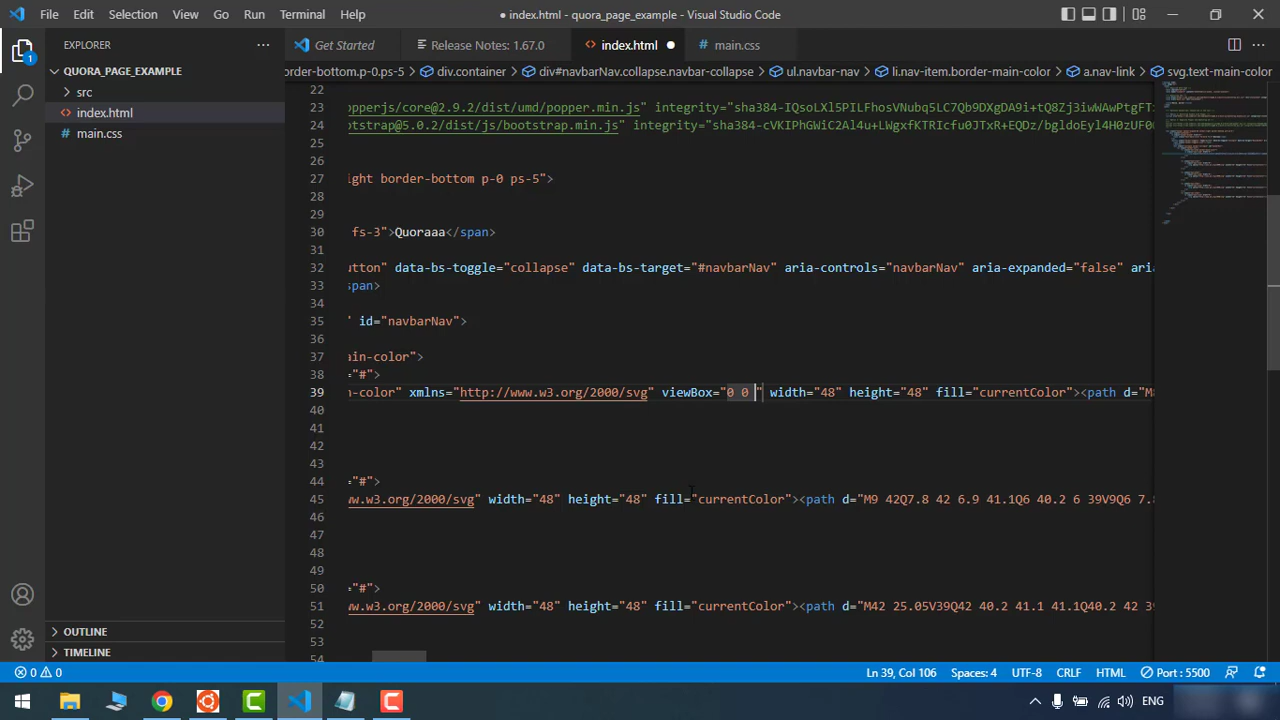 File Edit Selection View Go Run Terminal Help
● index.html - quora_page_example - Visual Studio Code
EXPLORER
Get Started
Release Notes: 1.67.0
<> index.html
main.css
QUORA_PAGE_EXAMPLE
src
<> index.html
main.css
OUTLINE
TIMELINE
border-bottom.p-0.ps-5 > div.container > div#navbarNav.collapse.navbar-collapse > ul.navbar-nav > li.nav-item.border-main-color > a.nav-link > svg.text-main-color
22
23 opperjs/core@2.9.2/dist/umd/popper.min.js" integrity="sha384-IQsoLXl5PILFhosVNubq5LC7Qb9DXgDA9i+tQ8Zj3iwWAwPtgFT
24 otstrap@5.0.2/dist/js/bootstrap.min.js" integrity="sha384-cVKIPhGWiC2Al4u+LWgxfKTRIcfu0JTxR+EQDz/bgldoEyl4H0zUF0
25
26
27 ight border-bottom p-0 ps-5">
28
29
30 fs-3">Quoraaa</span>
31
32 utton" data-bs-toggle="collapse" data-bs-target="#navbarNav" aria-controls="navbarNav" aria-expanded="false" aria
33 span>
34
35 " id="navbarNav">
36
37 ain-color">
38 ="#">
39 n-color" xmlns="http://www.w3.org/2000/svg" viewBox="0 0 " width="48" height="48" fill="currentColor"><path d="M
40
41
42
43
44 ="#">
45 ww.w3.org/2000/svg" width="48" height="48" fill="currentColor"><path d="M9 42Q7.8 42 6.9 41.1Q6 40.2 6 39V9Q6 7.8
46
47
48
49
50 ="#">
51 ww.w3.org/2000/svg" width="48" height="48" fill="currentColor"><path d="M42 25.05V39Q42 40.2 41.1 41.1Q40.2 42 39
52
53
54
0 0
Ln 39, Col 106 Spaces: 4 UTF-8 CRLF HTML Port : 5500
ENG